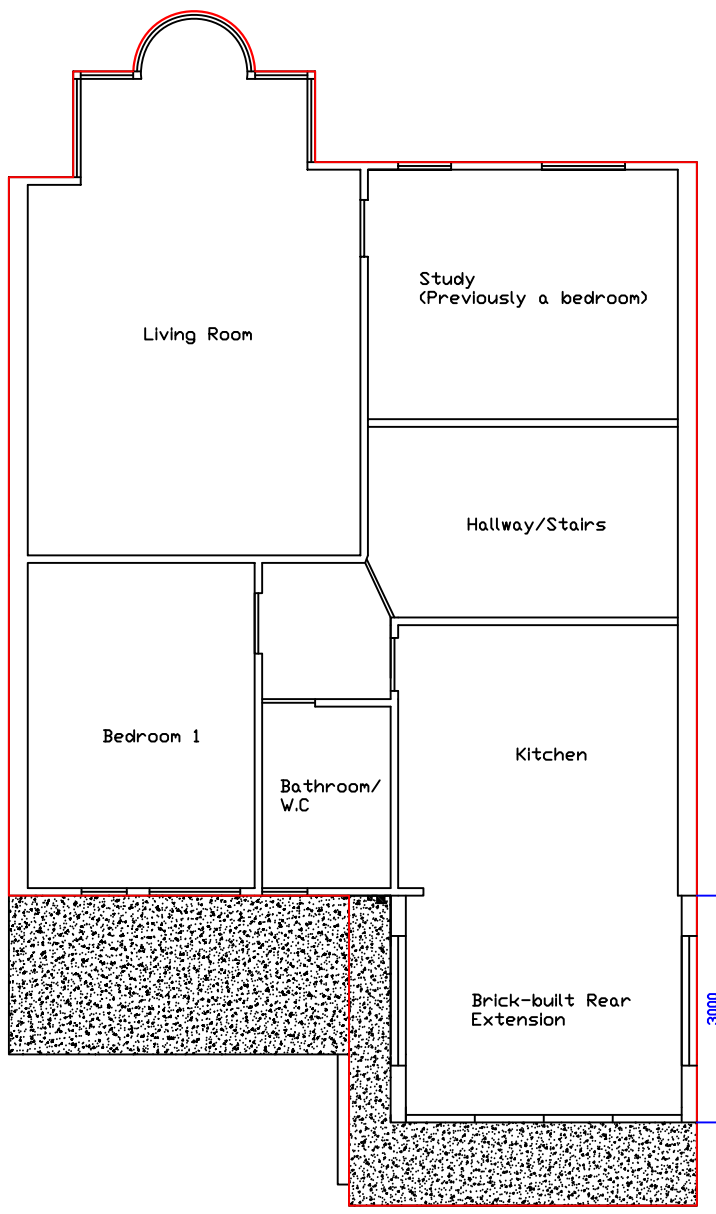 Study
(Previously a bedroom)
Living Room
Hallway/Stairs
Bedroom 1
Kitchen
Bathroom/
W.C
Brick-built Rear
Extension
3000